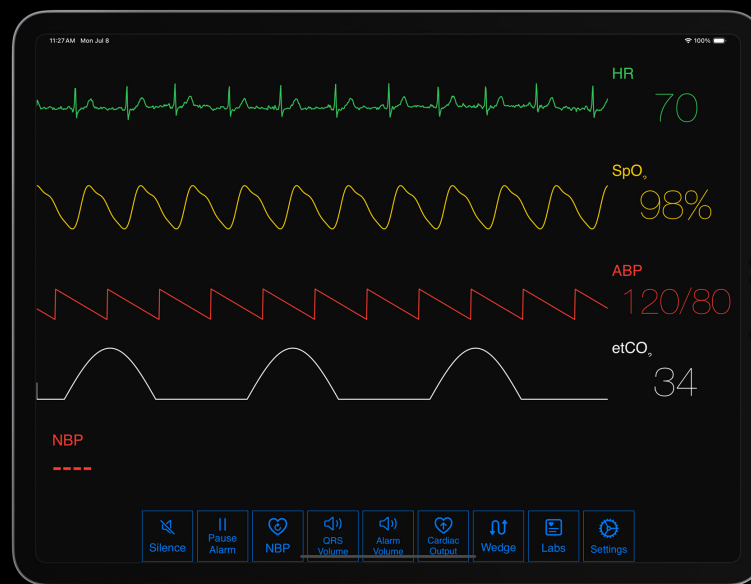 11:27 AM Mon Jul 8
100%
HR
70
SpO₂
98%
ABP
120/80
etCO₂
34
NBP
----
Silence
Pause
Alarm
NBP
QRS
Volume
Alarm
Volume
Cardiac
Output
Wedge
Labs
Settings